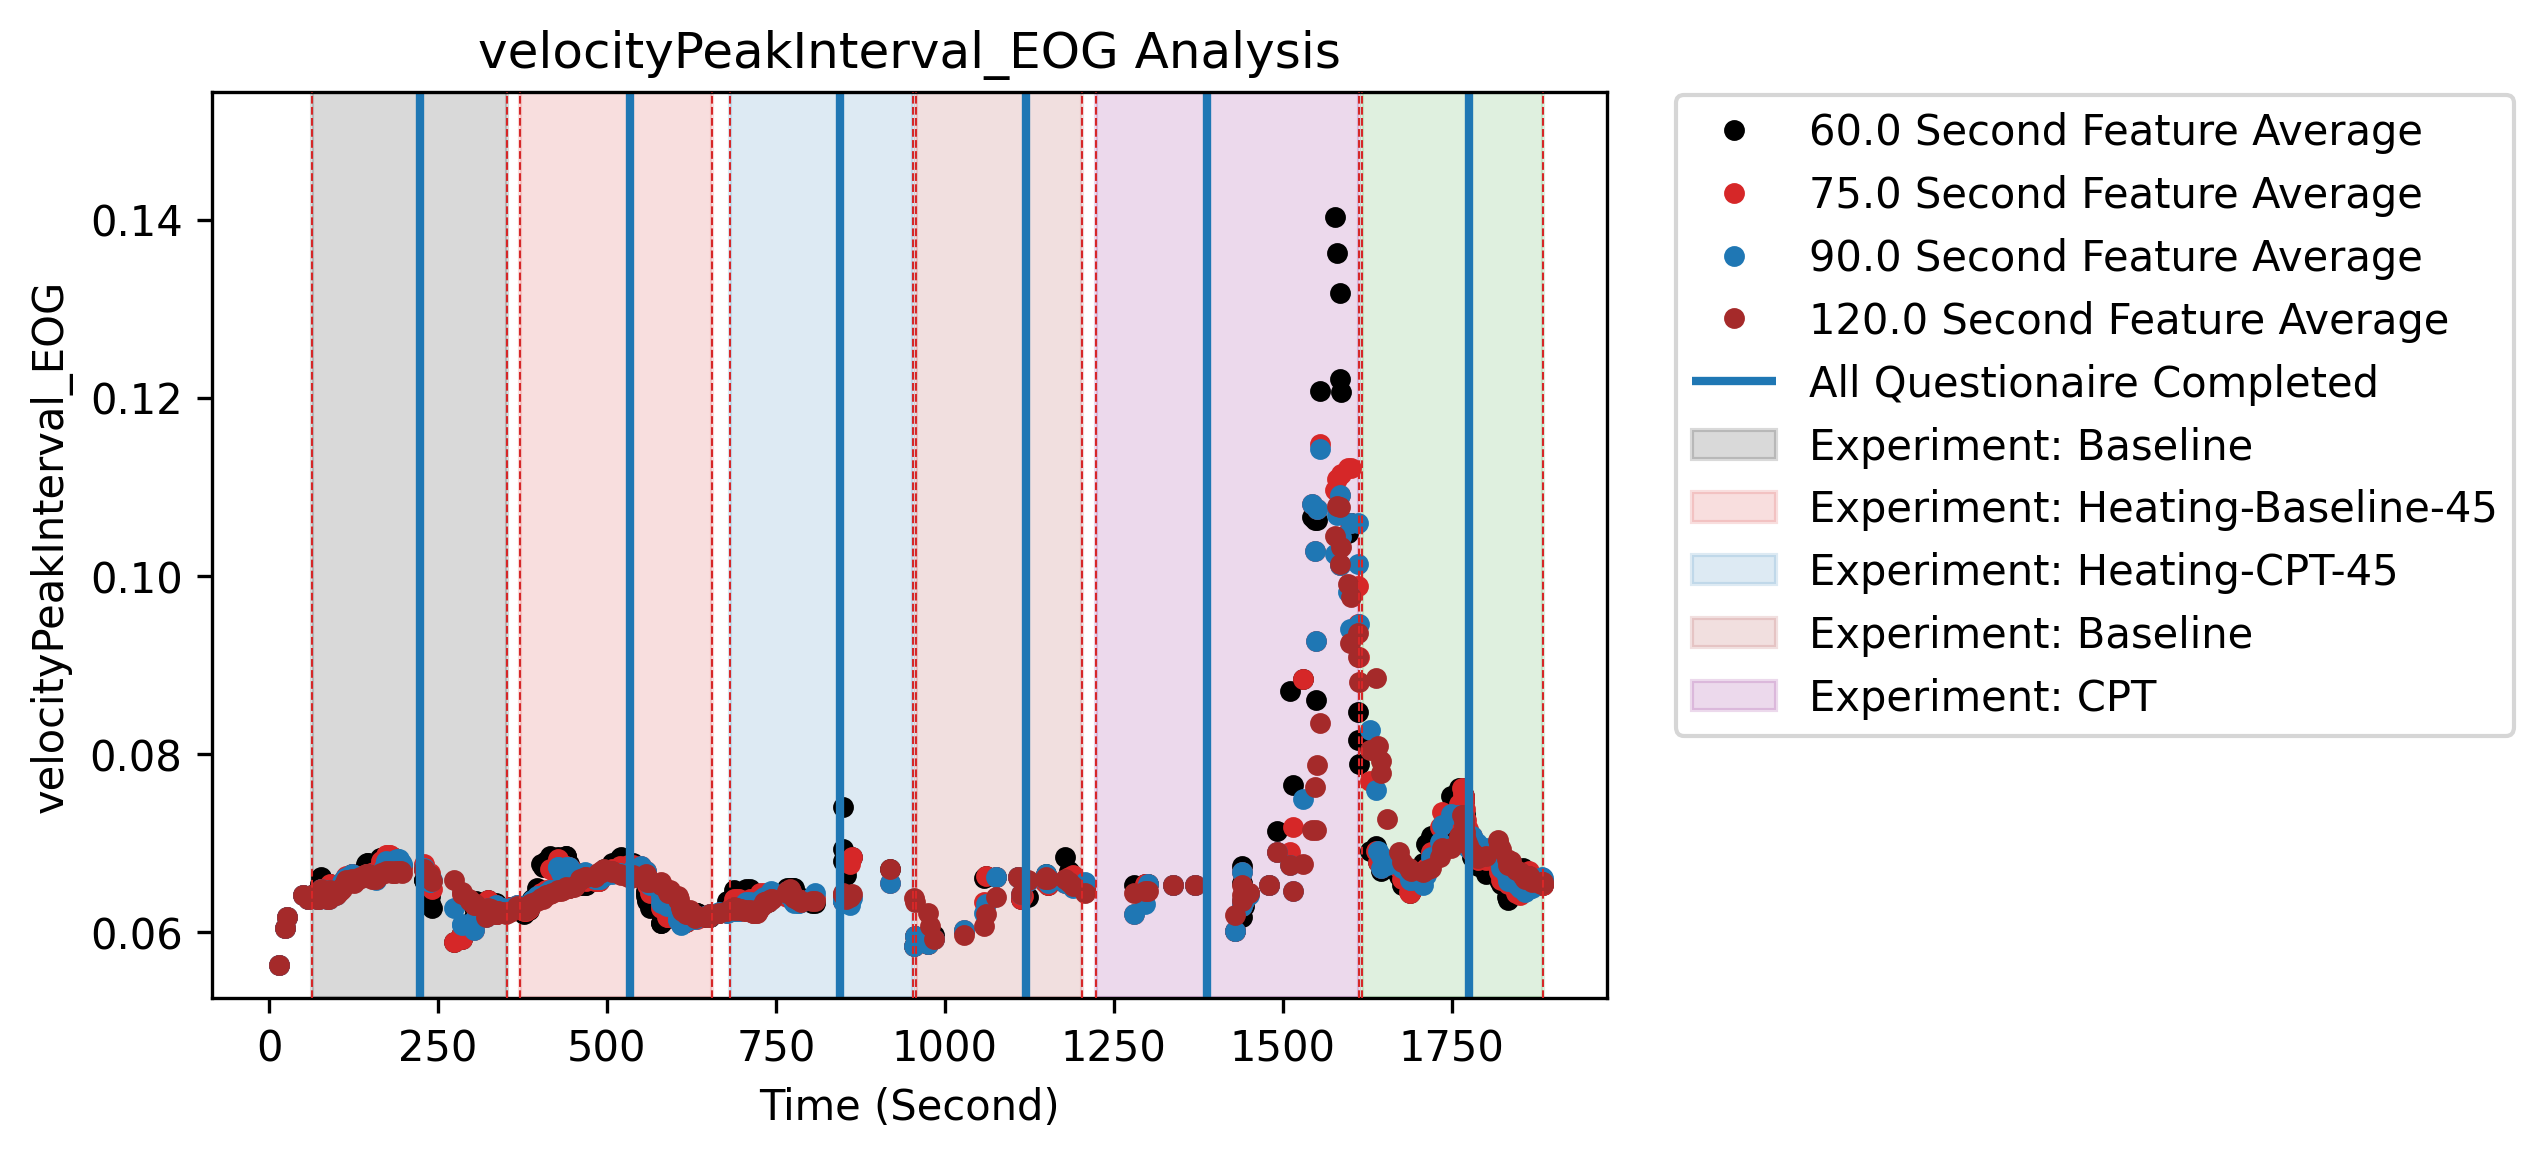 velocityPeakInterval_EOG Analysis
velocityPeakInterval_EOG
0.14
0.12
0.10
0.08
0.06
0 250 500 750 1000 1250 1500 1750
Time (Second)
60.0 Second Feature Average
75.0 Second Feature Average
90.0 Second Feature Average
120.0 Second Feature Average
All Questionaire Completed
Experiment: Baseline
Experiment: Heating-Baseline-45
Experiment: Heating-CPT-45
Experiment: Baseline
Experiment: CPT